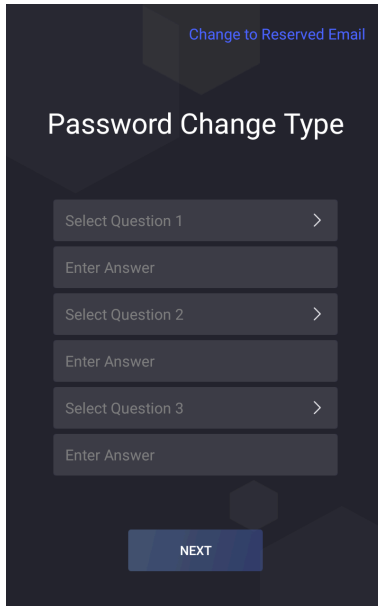 Change to Reserved Email
Password Change Type
Select Question 1
Enter Answer
Select Question 2
Enter Answer
Select Question 3
Enter Answer
NEXT